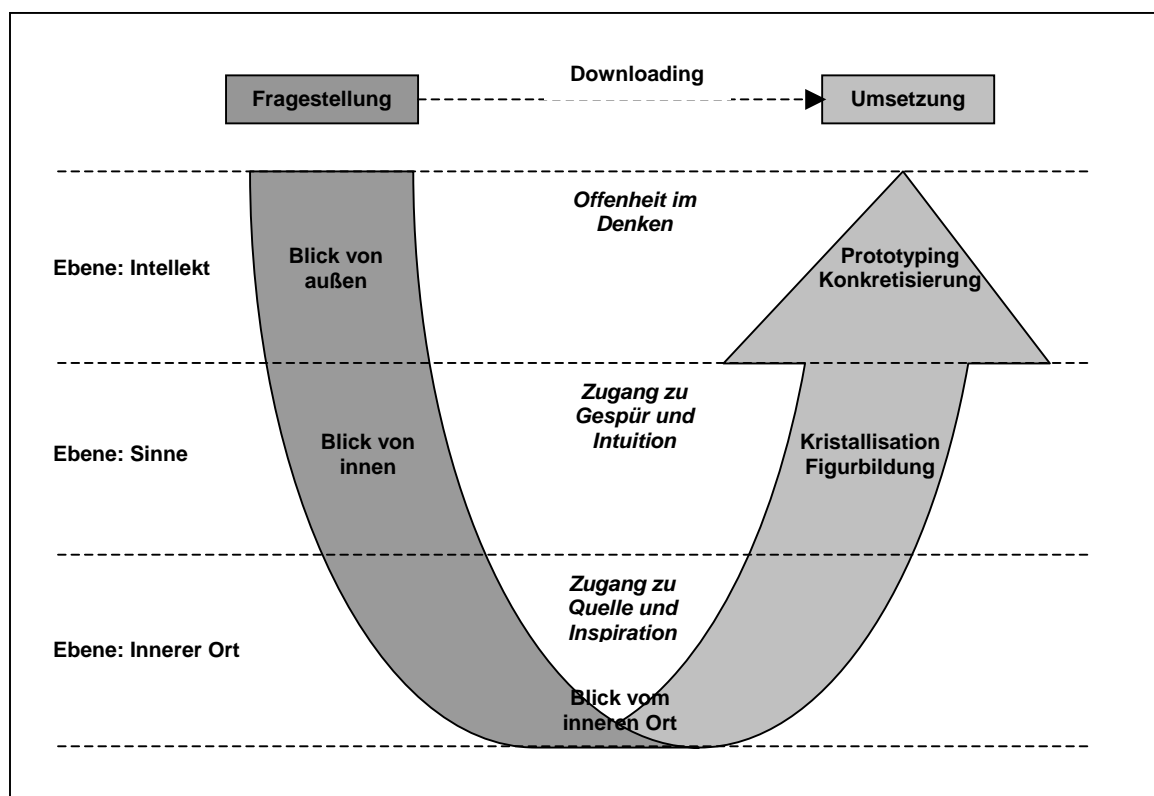 Downloading
Fragestellung
Umsetzung
Offenheit im
Denken
Ebene: Intellekt
Blick von
außen
Prototyping
Konkretisierung
Zugang zu
Gespür und
Intuition
Ebene: Sinne
Blick von
innen
Kristallisation
Figurbildung
Zugang zu
Quelle und
Inspiration
Ebene: Innerer Ort
Blick vom
inneren Ort